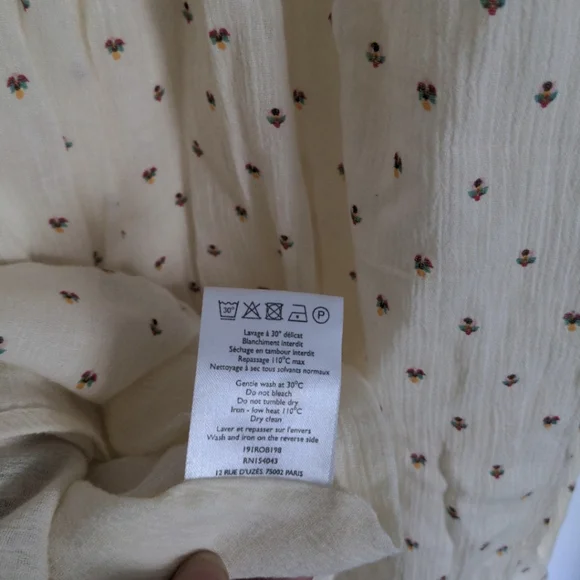 30° P
Lavage à 30° délicat
Blanchiment interdit
Séchage en tambour interdit
Repassage 110°C max
Nettoyage à sec tous solvants normaux
Gentle wash at 30°C
Do not bleach
Do not tumble dry
Iron - low heat 110°C
Dry clean
Laver et repasser sur l'envers
Wash and iron on the reverse side
191ROB198
RN154043
12 RUE D'UZÈS 75002 PARIS